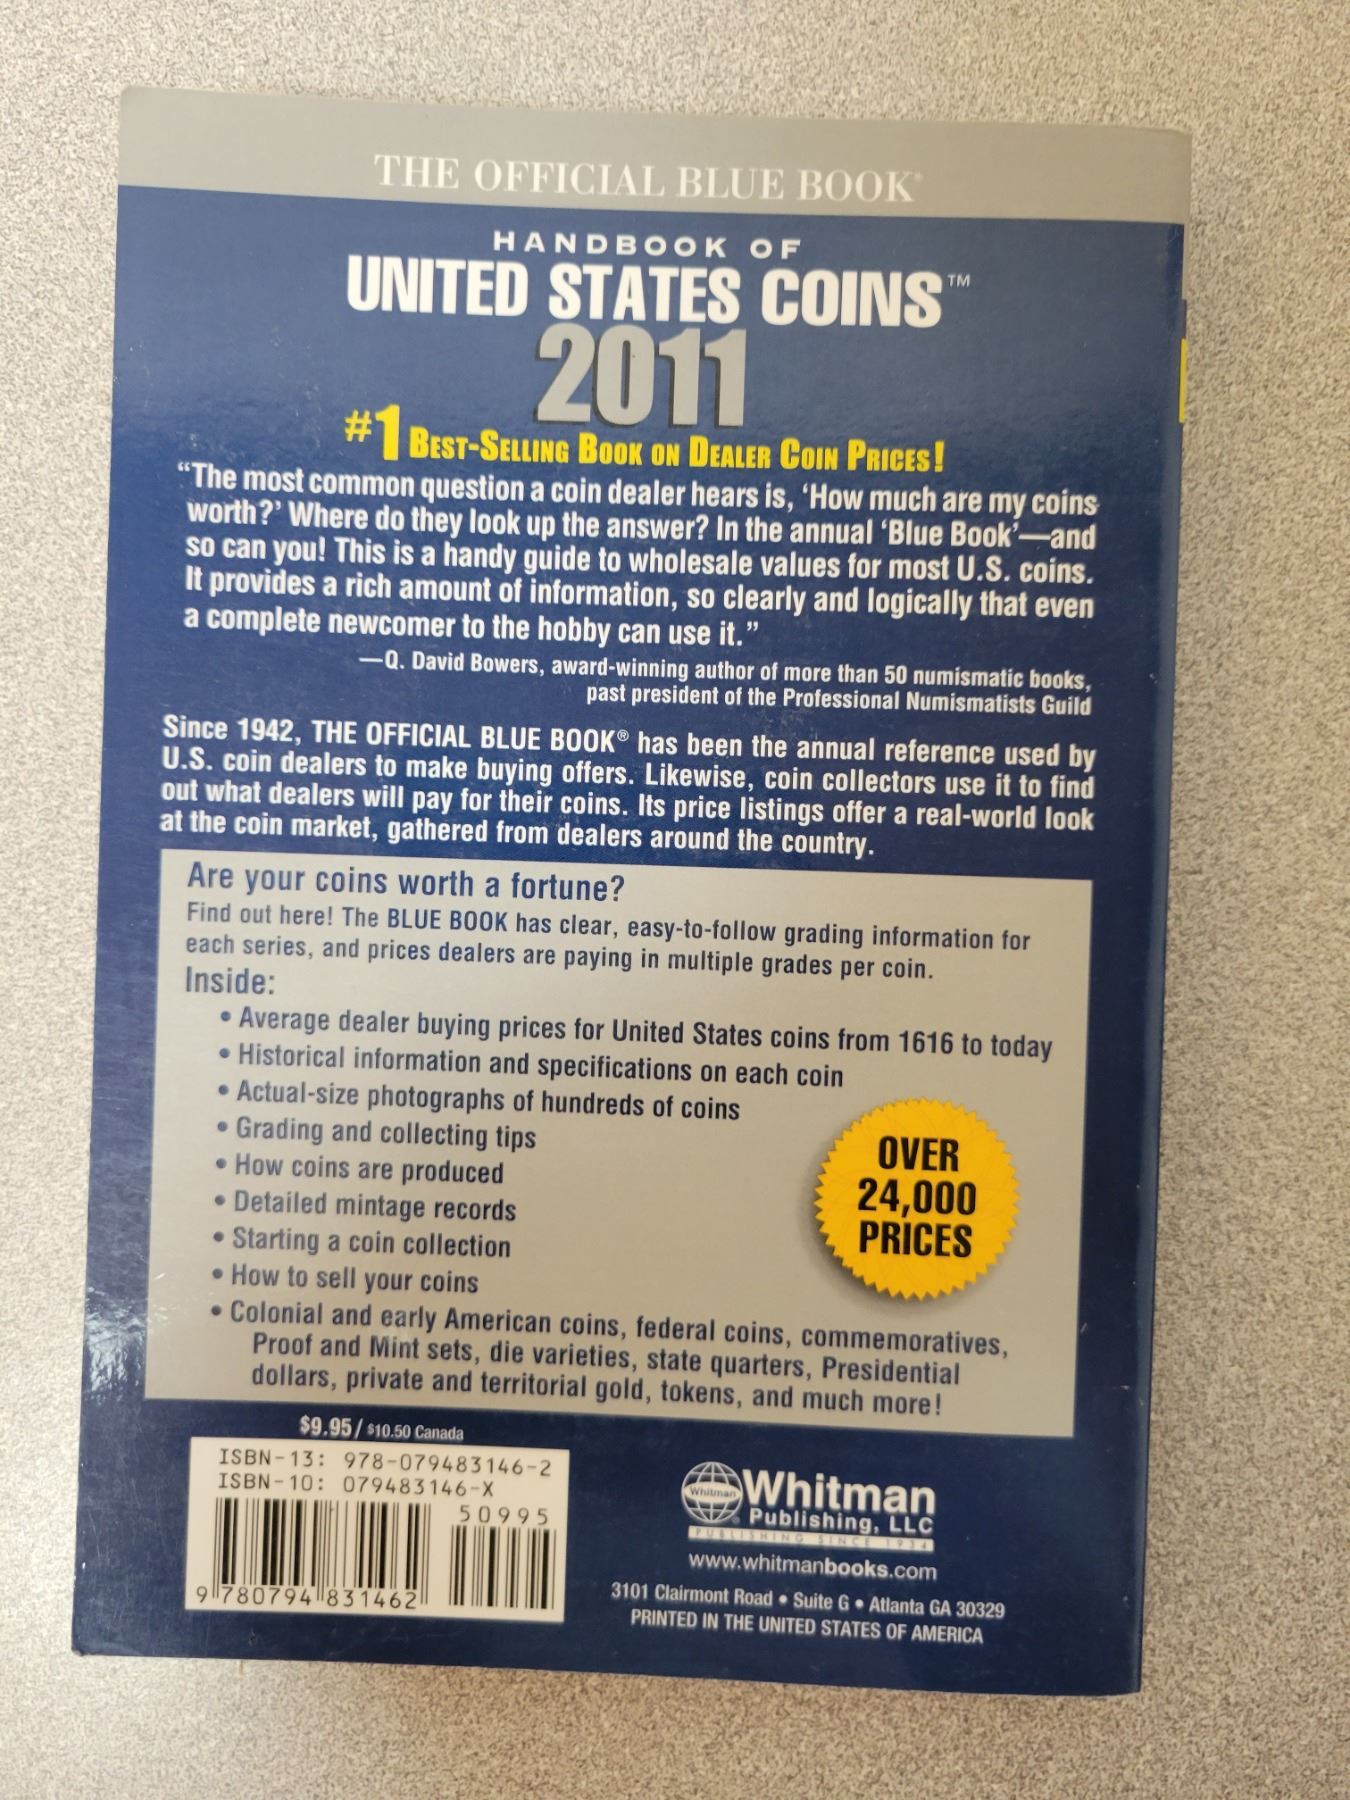 THE OFFICIAL BLUE BOOK®
HANDBOOK OF
UNITED STATES COINS™
2011
#1 BEST-SELLING BOOK ON DEALER COIN PRICES!
“The most common question a coin dealer hears is, ‘How much are my coins
worth?’ Where do they look up the answer? In the annual ‘Blue Book’—and
so can you! This is a handy guide to wholesale values for most U.S. coins.
It provides a rich amount of information, so clearly and logically that even
a complete newcomer to the hobby can use it.”
—Q. David Bowers, award-winning author of more than 50 numismatic books,
past president of the Professional Numismatists Guild
Since 1942, THE OFFICIAL BLUE BOOK® has been the annual reference used by
U.S. coin dealers to make buying offers. Likewise, coin collectors use it to find
out what dealers will pay for their coins. Its price listings offer a real-world look
at the coin market, gathered from dealers around the country.
Are your coins worth a fortune?
Find out here! The BLUE BOOK has clear, easy-to-follow grading information for
each series, and prices dealers are paying in multiple grades per coin.
Inside:
• Average dealer buying prices for United States coins from 1616 to today
• Historical information and specifications on each coin
• Actual-size photographs of hundreds of coins
• Grading and collecting tips
• How coins are produced
• Detailed mintage records
• Starting a coin collection
• How to sell your coins
• Colonial and early American coins, federal coins, commemoratives,
Proof and Mint sets, die varieties, state quarters, Presidential
dollars, private and territorial gold, tokens, and much more!
OVER
24,000
PRICES
$9.95/ $10.50 Canada
ISBN-13: 978-079483146-2
ISBN-10: 079483146-X
50995
9 780794 831462
Whitman
Whitman
Publishing, LLC
PUBLISHING SINCE 1934
www.whitmanbooks.com
3101 Clairmont Road • Suite G • Atlanta GA 30329
PRINTED IN THE UNITED STATES OF AMERICA